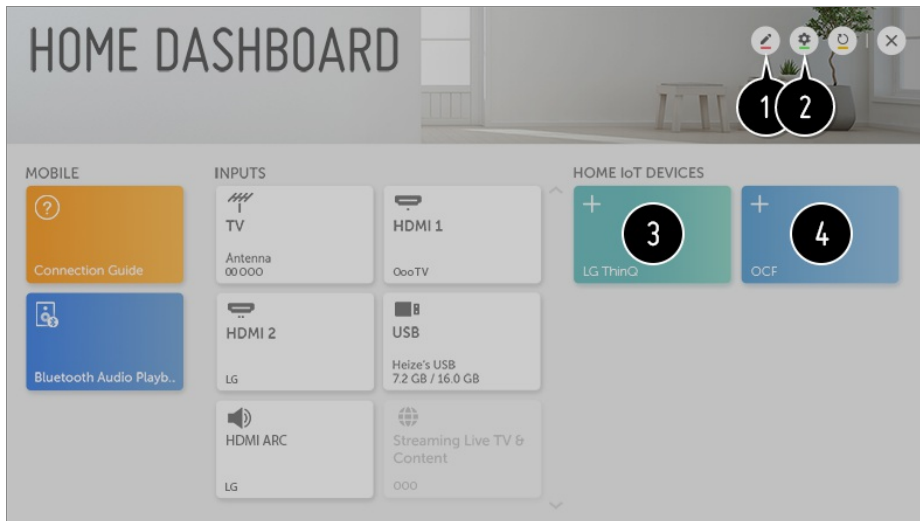 HOME DASHBOARD
1 2
MOBILE
INPUTS
HOME IoT DEVICES
Connection Guide
Bluetooth Audio Playb..
TV
Antenna
00 000
HDMI 1
OooTV
HDMI 2
LG
USB
Heize's USB
7.2 GB / 16.0 GB
HDMI ARC
LG
Streaming Live TV &
Content
000
3
LG ThinQ
4
OCF